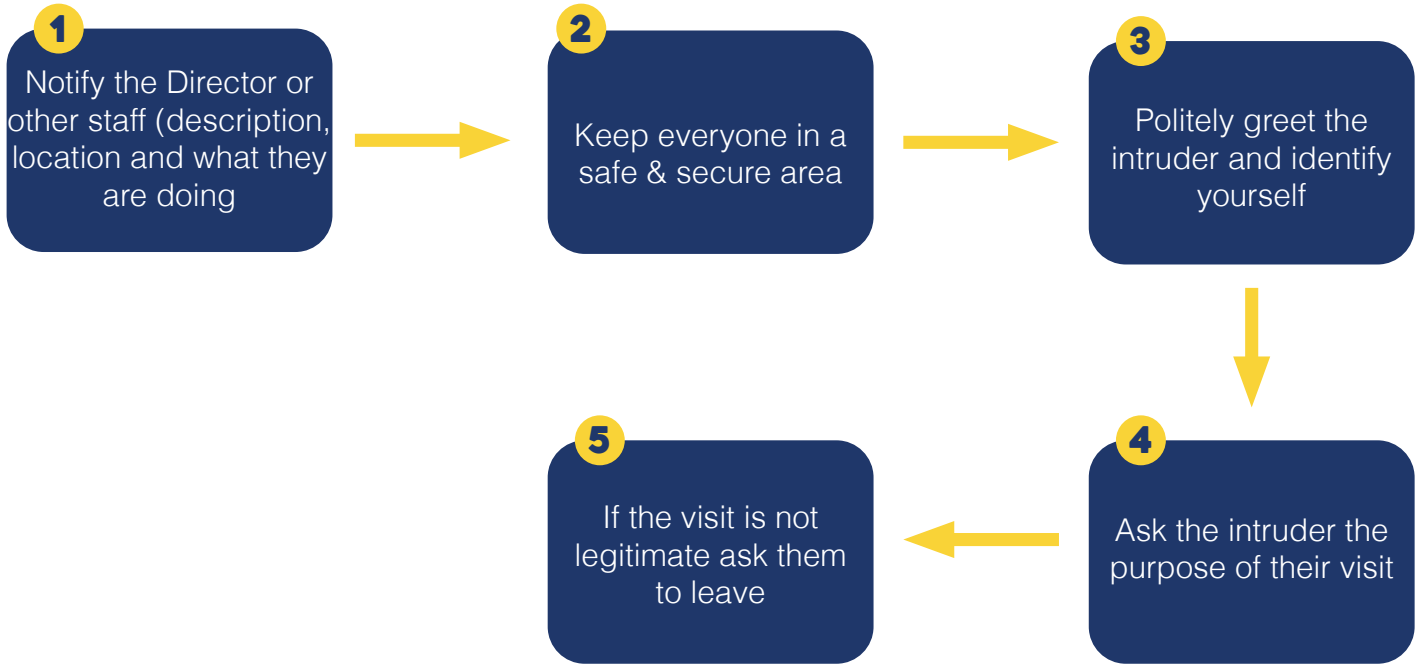 1
Notify the Director or
other staff (description,
location and what they
are doing
2
Keep everyone in a
safe & secure area
3
Politely greet the
intruder and identify
yourself
4
Ask the intruder the
purpose of their visit
5
If the visit is not
legitimate ask them
to leave